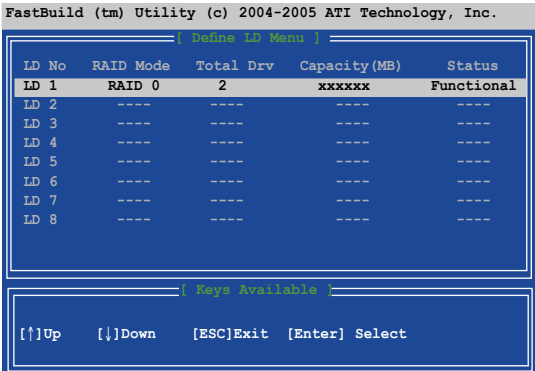 FastBuild (tm) Utility (c) 2004-2005 ATI Technology, Inc.
[ Define LD Menu ]
LD No RAID Mode Total Drv Capacity(MB) Status
LD 1 RAID 0 2 xxxxxx Functional
LD 2 ---- ---- ---- ----
LD 3 ---- ---- ---- ----
LD 4 ---- ---- ---- ----
LD 5 ---- ---- ---- ----
LD 6 ---- ---- ---- ----
LD 7 ---- ---- ---- ----
LD 8 ---- ---- ---- ----
[ Keys Available ]
[↑]Up [↓]Down [ESC]Exit [Enter] Select